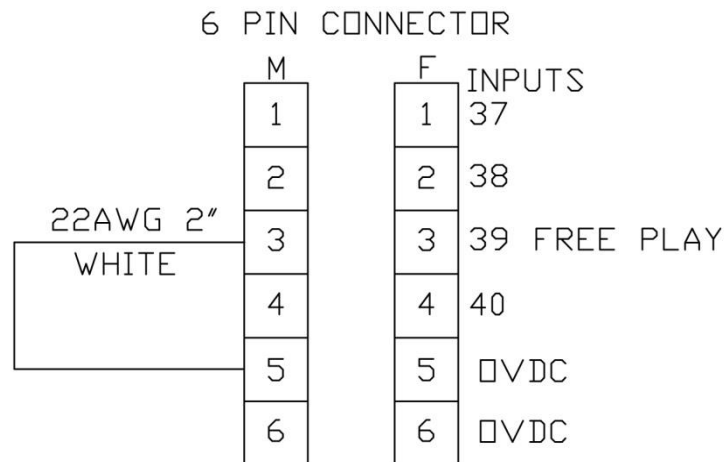 6 PIN CONNECTOR
M F INPUTS
1 1 37
2 2 38
22AWG 2"
3 3 39 FREE PLAY
WHITE
4 4 40
5 5 0VDC
6 6 0VDC